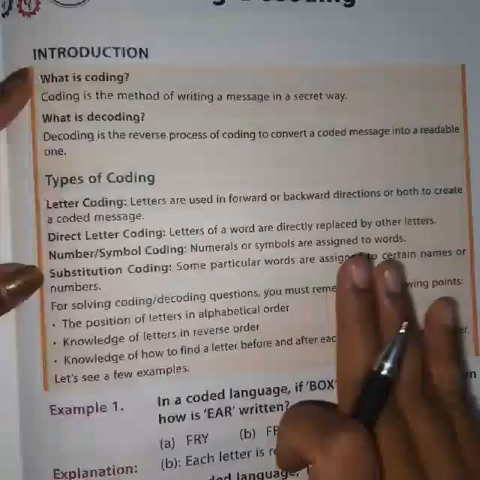 INTRODUCTION
What is coding?
Coding is the method of writing a message in a secret way.
What is decoding?
Decoding is the reverse process of coding to convert a coded message into a readable
one.
Types of Coding
Letter Coding: Letters are used in forward or backward directions or both to create
a coded message.
Direct Letter Coding: Letters of a word are directly replaced by other letters.
Number/Symbol Coding: Numerals or symbols are assigned to words.
Substitution Coding: Some particular words are assigned to certain names or
numbers.
For solving coding/decoding questions, you must points:
• The position of letters in alphabetical order
• Knowledge of letters in reverse order
• Knowledge of how to find a letter before and after
Let's see a few examples.
Example 1. In a coded language, if 'BOX'
how is 'EAR' written?
(a) FRY (b)
Explanation: (b): Each letter is
language,